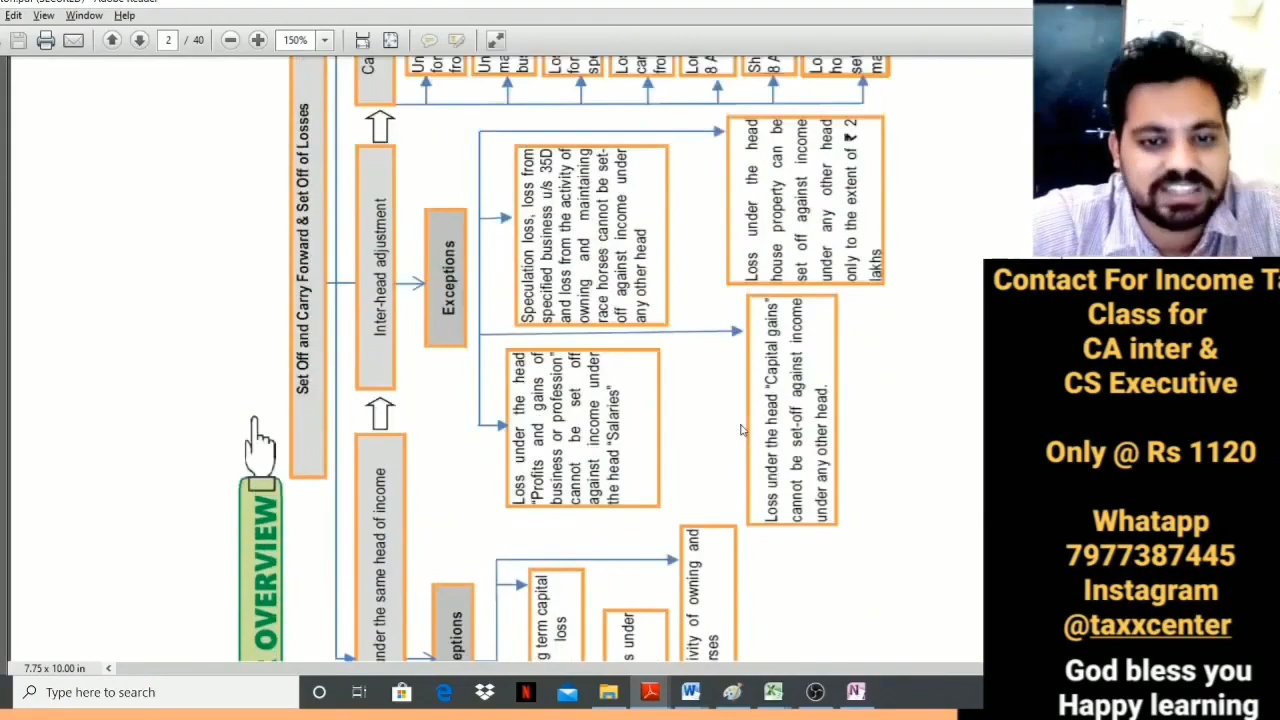 Edit View Window Help
2 / 40
150%
Set Off and Carry Forward & Set Off of Losses
Inter-head adjustment
Exceptions
Speculation loss, loss from
specified business u/s 35D
and loss from the activity of
owning and maintaining
race horses cannot be set-
off against income under
any other head
Loss under the head
house property can be
set off against income
under any other head
only to the extent of ₹ 2
lakhs
Loss under the head
"Profits and gains of
business or profession"
cannot be set off
against income under
the head "Salaries"
Loss under the head "Capital gains"
cannot be set-off against income
under any other head.
OVERVIEW
under the same head of income
eptions
g term capital
loss
s under
ivity of owning and
rses
7.75 x 10.00 in
Type here to search
Contact For Income Ta
Class for
CA inter &
CS Executive
Only @ Rs 1120
Whatapp
7977387445
Instagram
@taxxcenter
God bless you
Happy learning